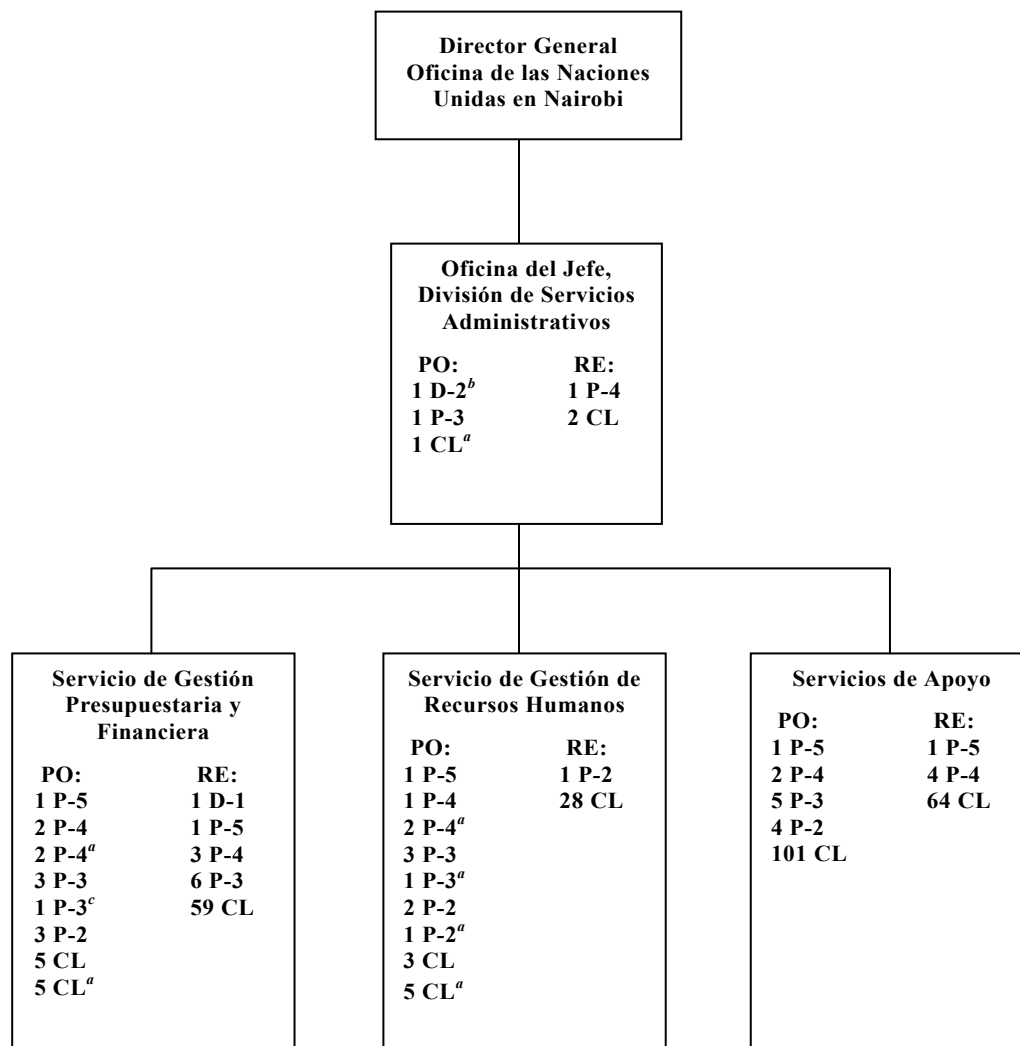 Director General
Oficina de las Naciones
Unidas en Nairobi
Oficina del Jefe,
División de Servicios
Administrativos
PO: RE:
1 D-2b 1 P-4
1 P-3 2 CL
1 CLa
Servicio de Gestión
Presupuestaria y
Financiera
PO: RE:
1 P-5 1 D-1
2 P-4 1 P-5
2 P-4a 3 P-4
3 P-3 6 P-3
1 P-3c 59 CL
3 P-2
5 CL
5 CLa
Servicio de Gestión de
Recursos Humanos
PO: RE:
1 P-5 1 P-2
1 P-4 28 CL
2 P-4a
3 P-3
1 P-3a
2 P-2
1 P-2a
3 CL
5 CLa
Servicios de Apoyo
PO: RE:
1 P-5 1 P-5
2 P-4 4 P-4
5 P-3 64 CL
4 P-2
101 CL